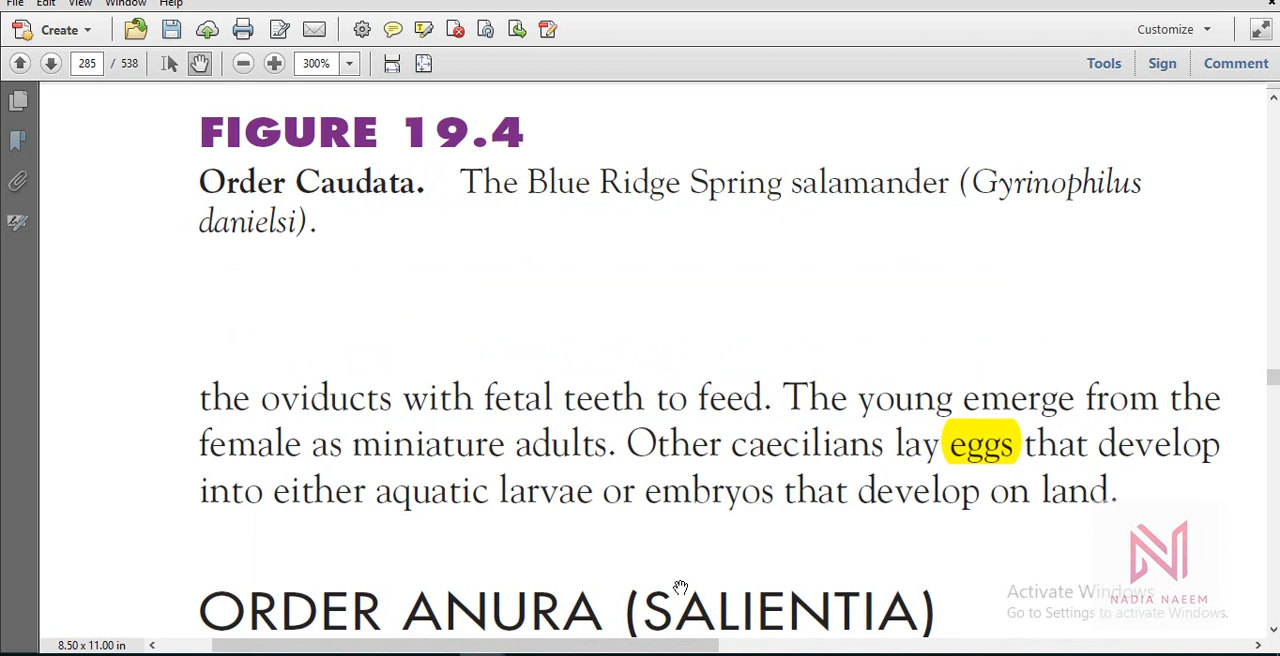 File Edit View Window Help
Create
Customize
285 / 538
300%
Tools Sign Comment
FIGURE 19.4
Order Caudata. The Blue Ridge Spring salamander (Gyrinophilus
danielsi).
the oviducts with fetal teeth to feed. The young emerge from the
female as miniature adults. Other caecilians lay eggs that develop
into either aquatic larvae or embryos that develop on land.
ORDER ANURA (SALIENTIA)
Activate Windows
NADIA NAEEM
Go to Settings to activate Windows.
8.50 x 11.00 in